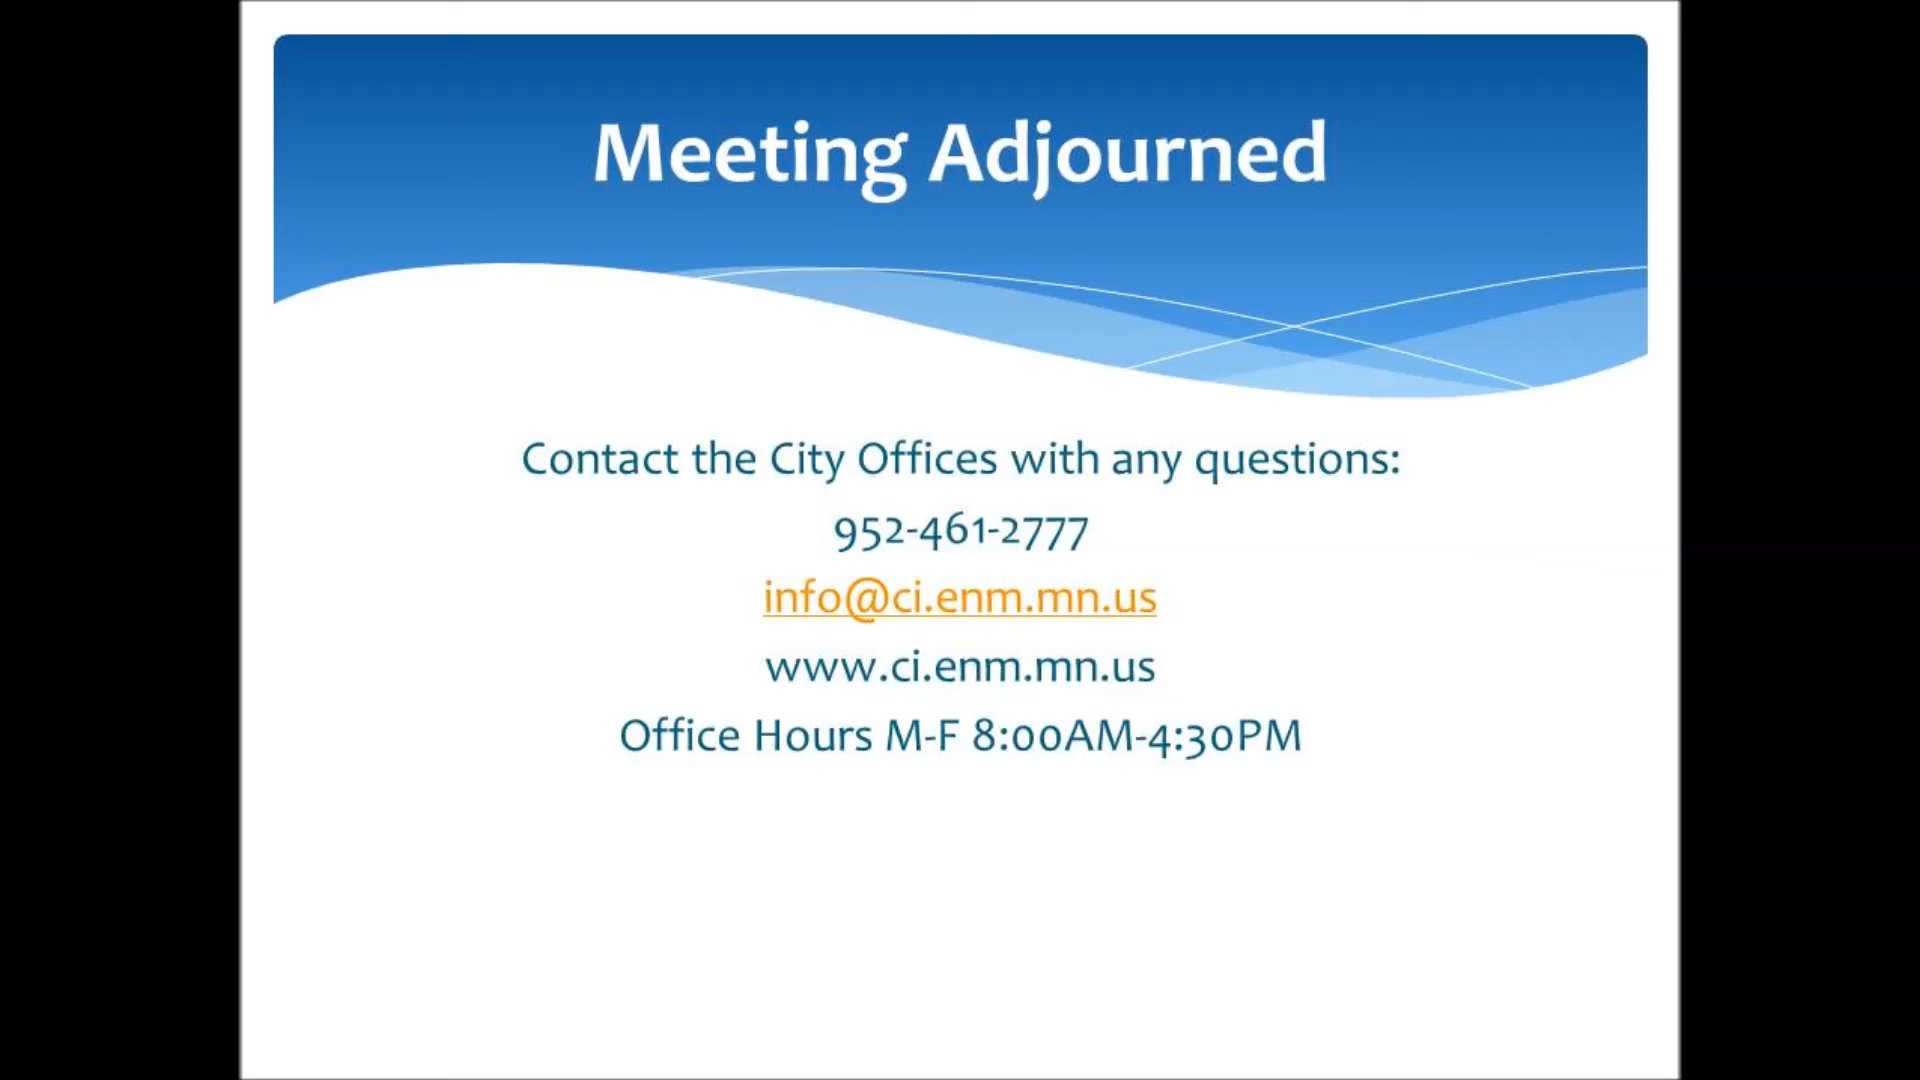 Meeting Adjourned
Contact the City Offices with any questions:
952-461-2777
info@ci.enm.mn.us
www.ci.enm.mn.us
Office Hours M-F 8:00AM-4:30PM